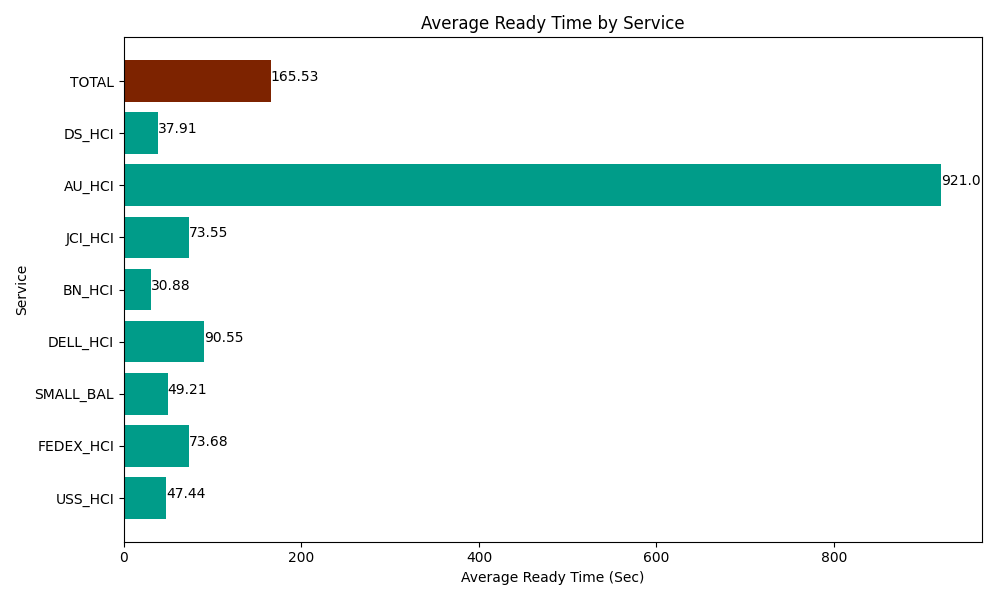 Average Ready Time by Service
TOTAL 165.53
DS_HCI 37.91
AU_HCI 921.0
JCI_HCI 73.55
BN_HCI 30.88
DELL_HCI 90.55
SMALL_BAL 49.21
FEDEX_HCI 73.68
USS_HCI 47.44
Service
0 200 400 600 800
Average Ready Time (Sec)